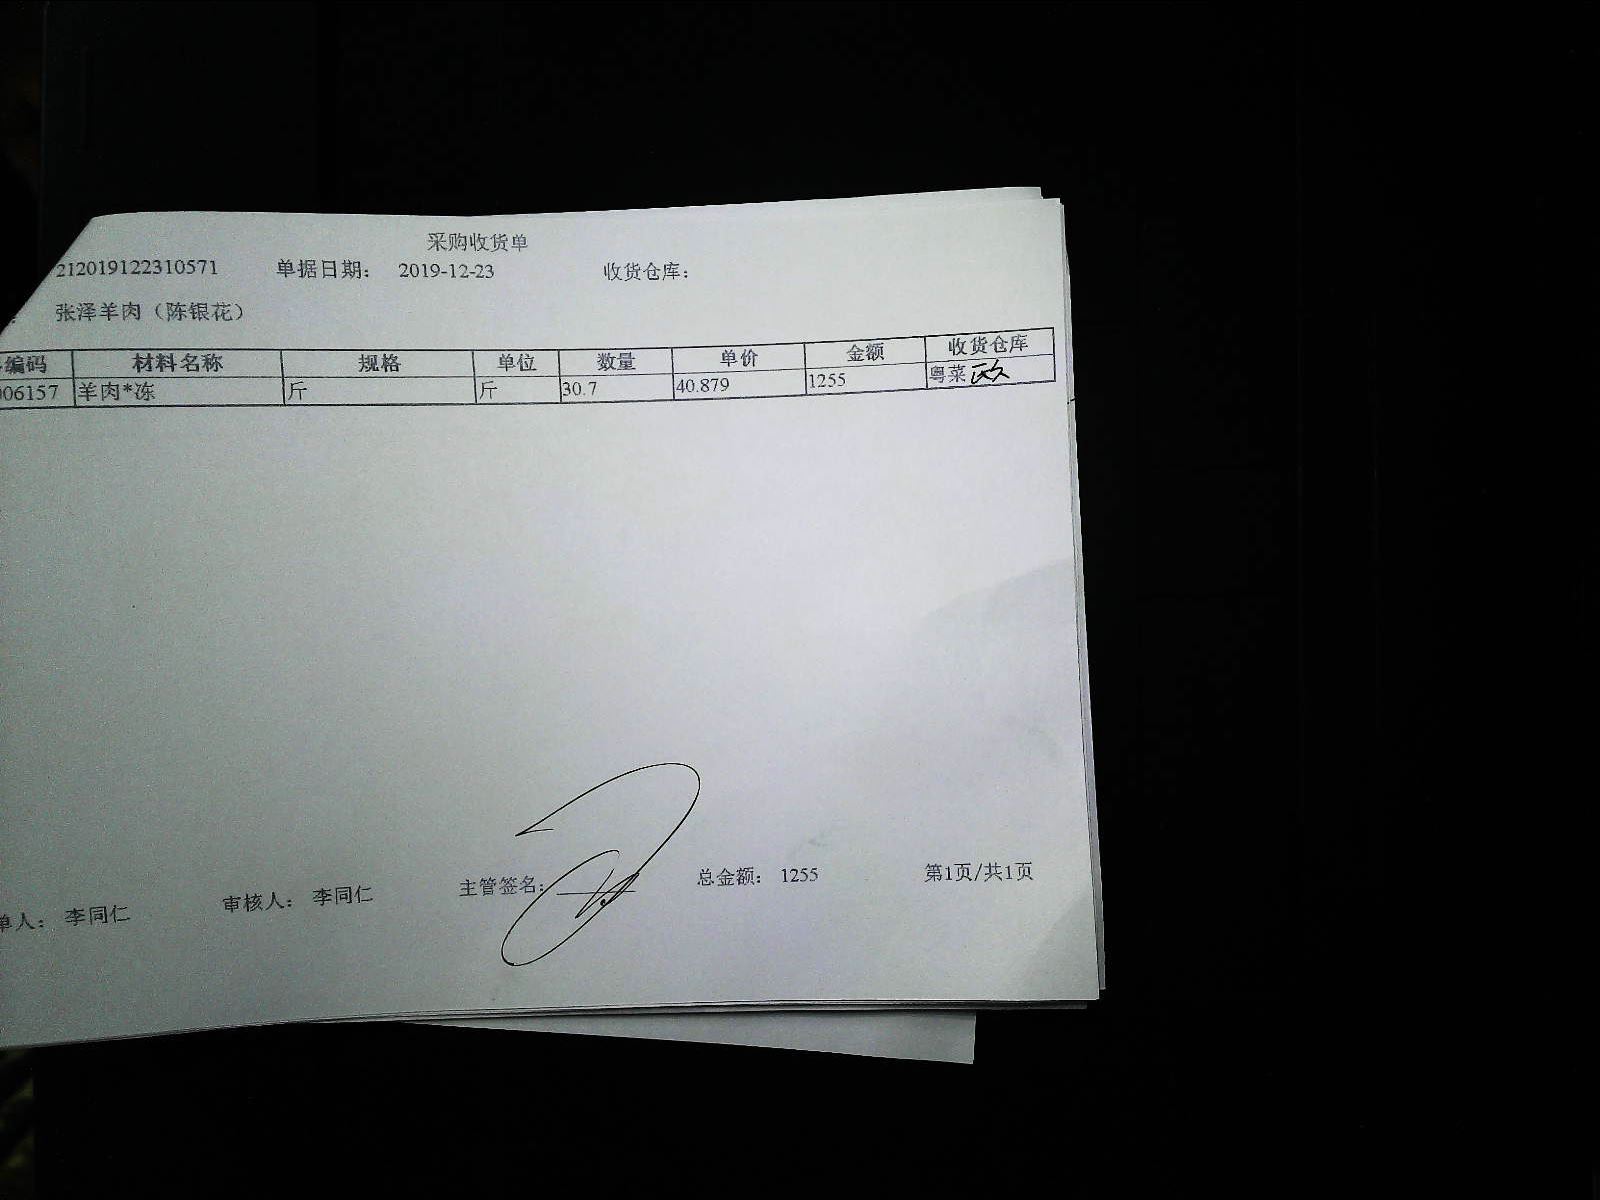 采购收货单
212019122310571 单据日期： 2019-12-23 收货仓库：
张泽羊肉（陈银花）
编码 材料名称 规格 单位 数量 单价 金额 收货仓库
006157 羊肉*冻 斤 斤 30.7 40.879 1255 粤菜
单人： 李同仁 审核人： 李同仁 主管签名： 总金额： 1255 第1页/共1页